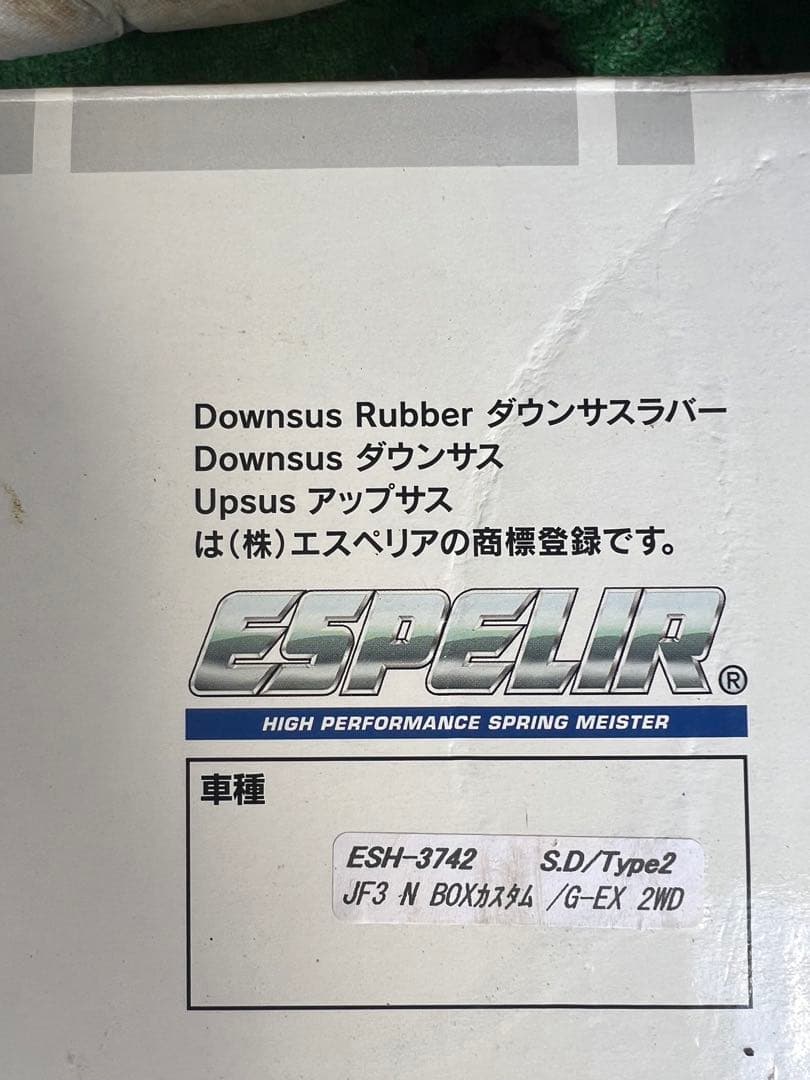 Downsus Rubber ダウンサスラバー
Downsus ダウンサス
Upsus アップサス
は(株)エスペリアの商標登録です。
ESPELIR®
HIGH PERFORMANCE SPRING MEISTER
車種
ESH-3742 S.D/Type2
JF3 N BOXカスタム /G-EX 2WD